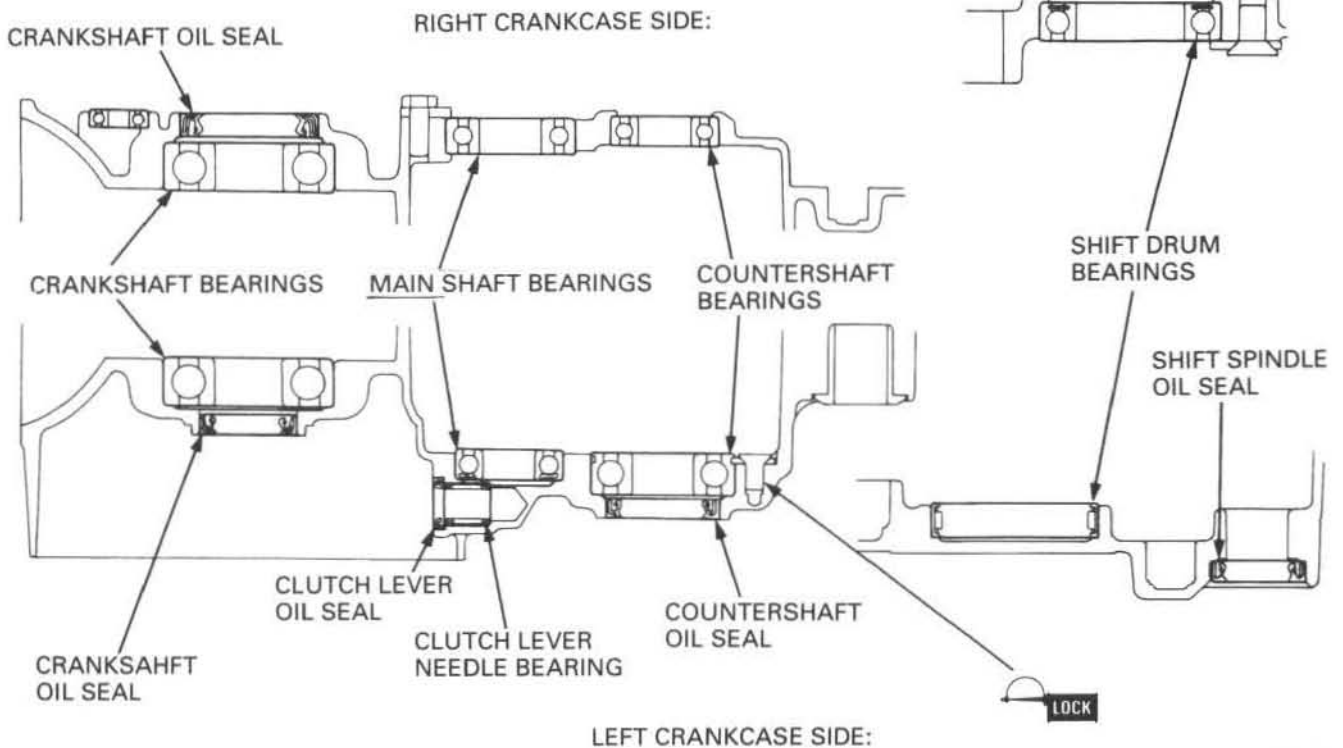 RIGHT CRANKCASE SIDE:
CRANKSHAFT OIL SEAL
CRANKSHAFT BEARINGS
MAIN SHAFT BEARINGS
COUNTERSHAFT
BEARINGS
SHIFT DRUM
BEARINGS
SHIFT SPINDLE
OIL SEAL
CLUTCH LEVER
OIL SEAL
CLUTCH LEVER
NEEDLE BEARING
COUNTERSHAFT
OIL SEAL
CRANKSAHFT
OIL SEAL
LOCK
LEFT CRANKCASE SIDE: